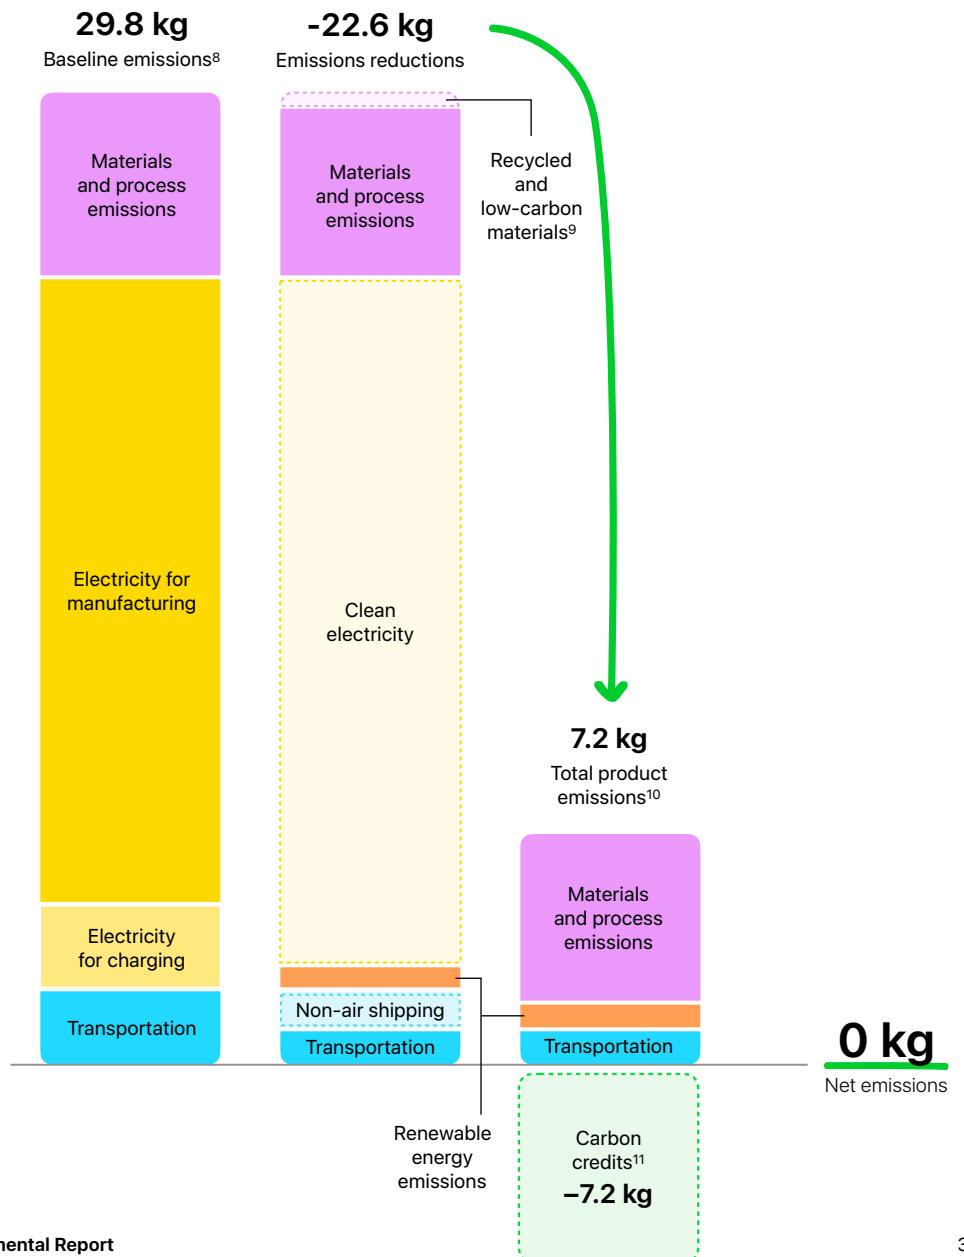 29.8 kg
Baseline emissions⁸
-22.6 kg
Emissions reductions
Materials
and process
emissions
Materials
and process
emissions
Recycled
and
low-carbon
materials⁹
Electricity for
manufacturing
Clean
electricity
7.2 kg
Total product
emissions¹⁰
Materials
and process
emissions
Electricity
for charging
Transportation
Non-air shipping
Transportation
Transportation
0 kg
Net emissions
Renewable
energy
emissions
Carbon
credits¹¹
–7.2 kg
mental Report
3